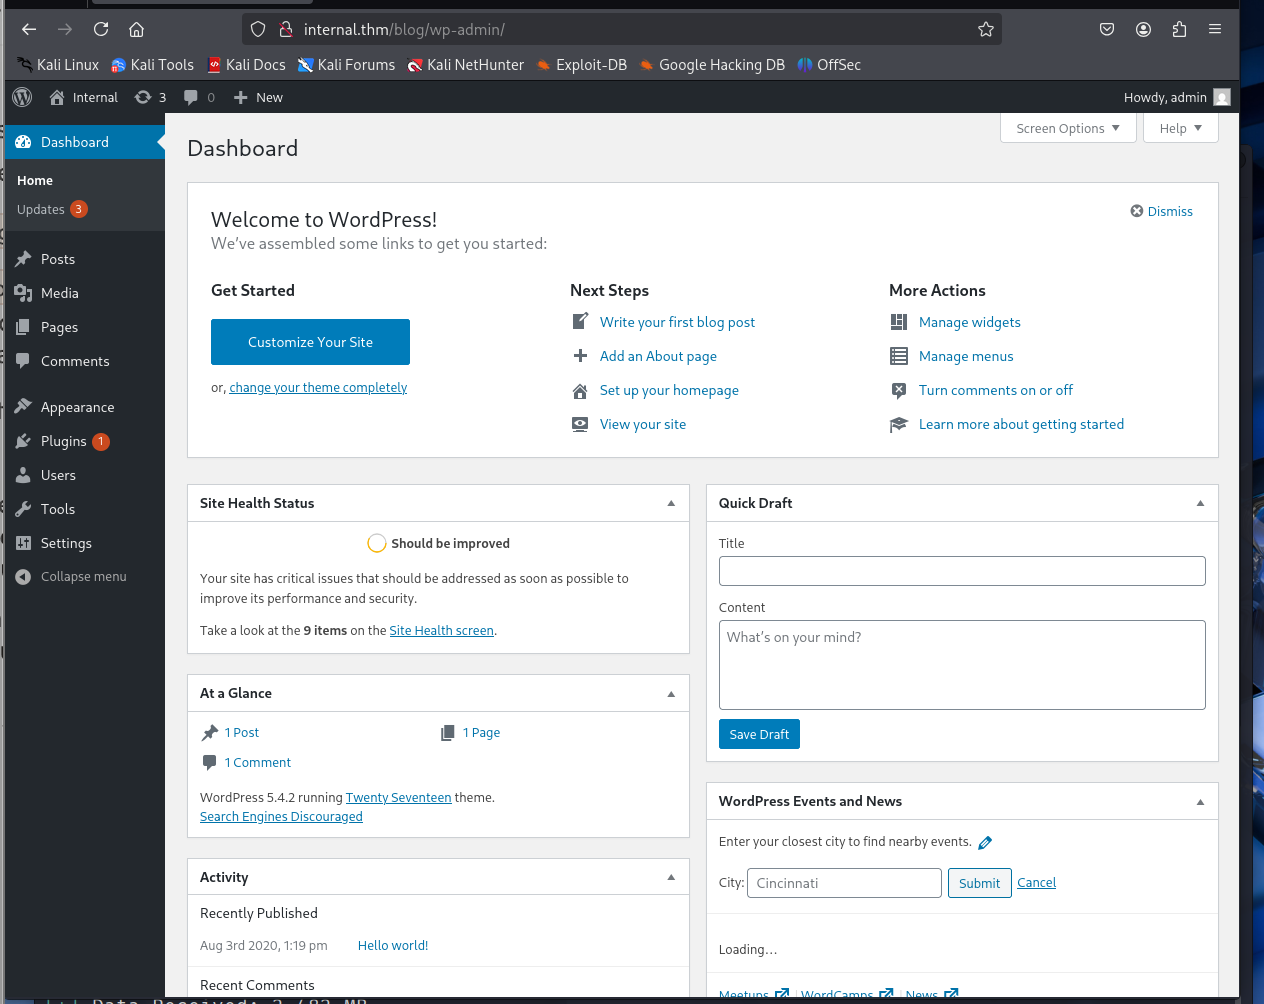 internal.thm/blog/wp-admin/
Kali Linux Kali Tools Kali Docs Kali Forums Kali NetHunter Exploit-DB Google Hacking DB OffSec
Internal 3 0 New Howdy, admin
Dashboard
Home
Updates 3
Posts
Media
Pages
Comments
Appearance
Plugins 1
Users
Tools
Settings
Collapse menu
Screen Options Help
Dashboard
Welcome to WordPress!
We've assembled some links to get you started:
Dismiss
Get Started
Customize Your Site
or, change your theme completely
Next Steps
Write your first blog post
Add an About page
Set up your homepage
View your site
More Actions
Manage widgets
Manage menus
Turn comments on or off
Learn more about getting started
Site Health Status
Should be improved
Your site has critical issues that should be addressed as soon as possible to
improve its performance and security.
Take a look at the 9 items on the Site Health screen.
At a Glance
1 Post 1 Page
1 Comment
WordPress 5.4.2 running Twenty Seventeen theme.
Search Engines Discouraged
Activity
Recently Published
Aug 3rd 2020, 1:19 pm Hello world!
Recent Comments
Quick Draft
Title
Content
What's on your mind?
Save Draft
WordPress Events and News
Enter your closest city to find nearby events.
City: Cincinnati Submit Cancel
Loading…
Meetups | WordCamps | News